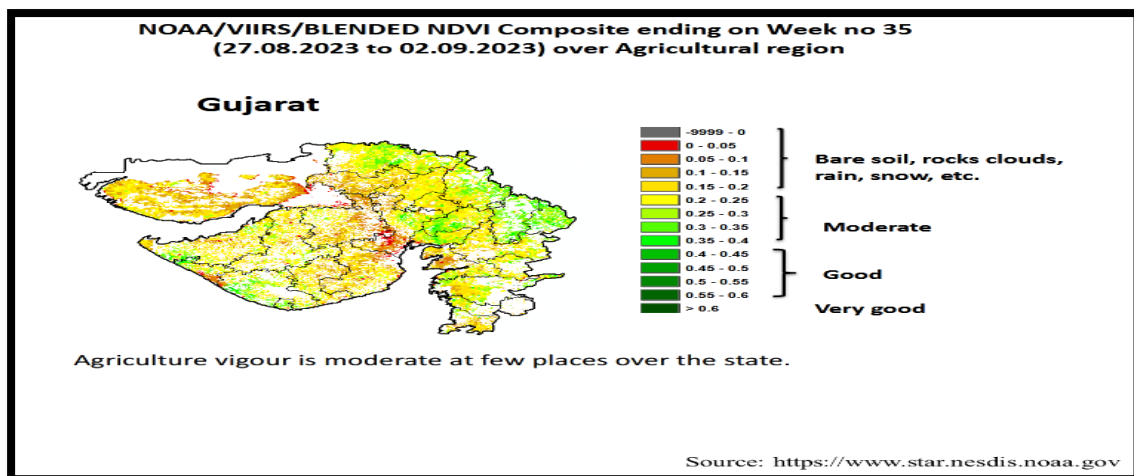 NOAA/VIIRS/BLENDED NDVI Composite ending on Week no 35
(27.08.2023 to 02.09.2023) over Agricultural region
Gujarat
-9999 - 0
0 - 0.05
0.05 - 0.1
0.1 - 0.15
0.15 - 0.2
0.2 - 0.25
0.25 - 0.3
0.3 - 0.35
0.35 - 0.4
0.4 - 0.45
0.45 - 0.5
0.5 - 0.55
0.55 - 0.6
> 0.6
Bare soil, rocks clouds,
rain, snow, etc.
Moderate
Good
Very good
Agriculture vigour is moderate at few places over the state.
Source: https://www.star.nesdis.noaa.gov